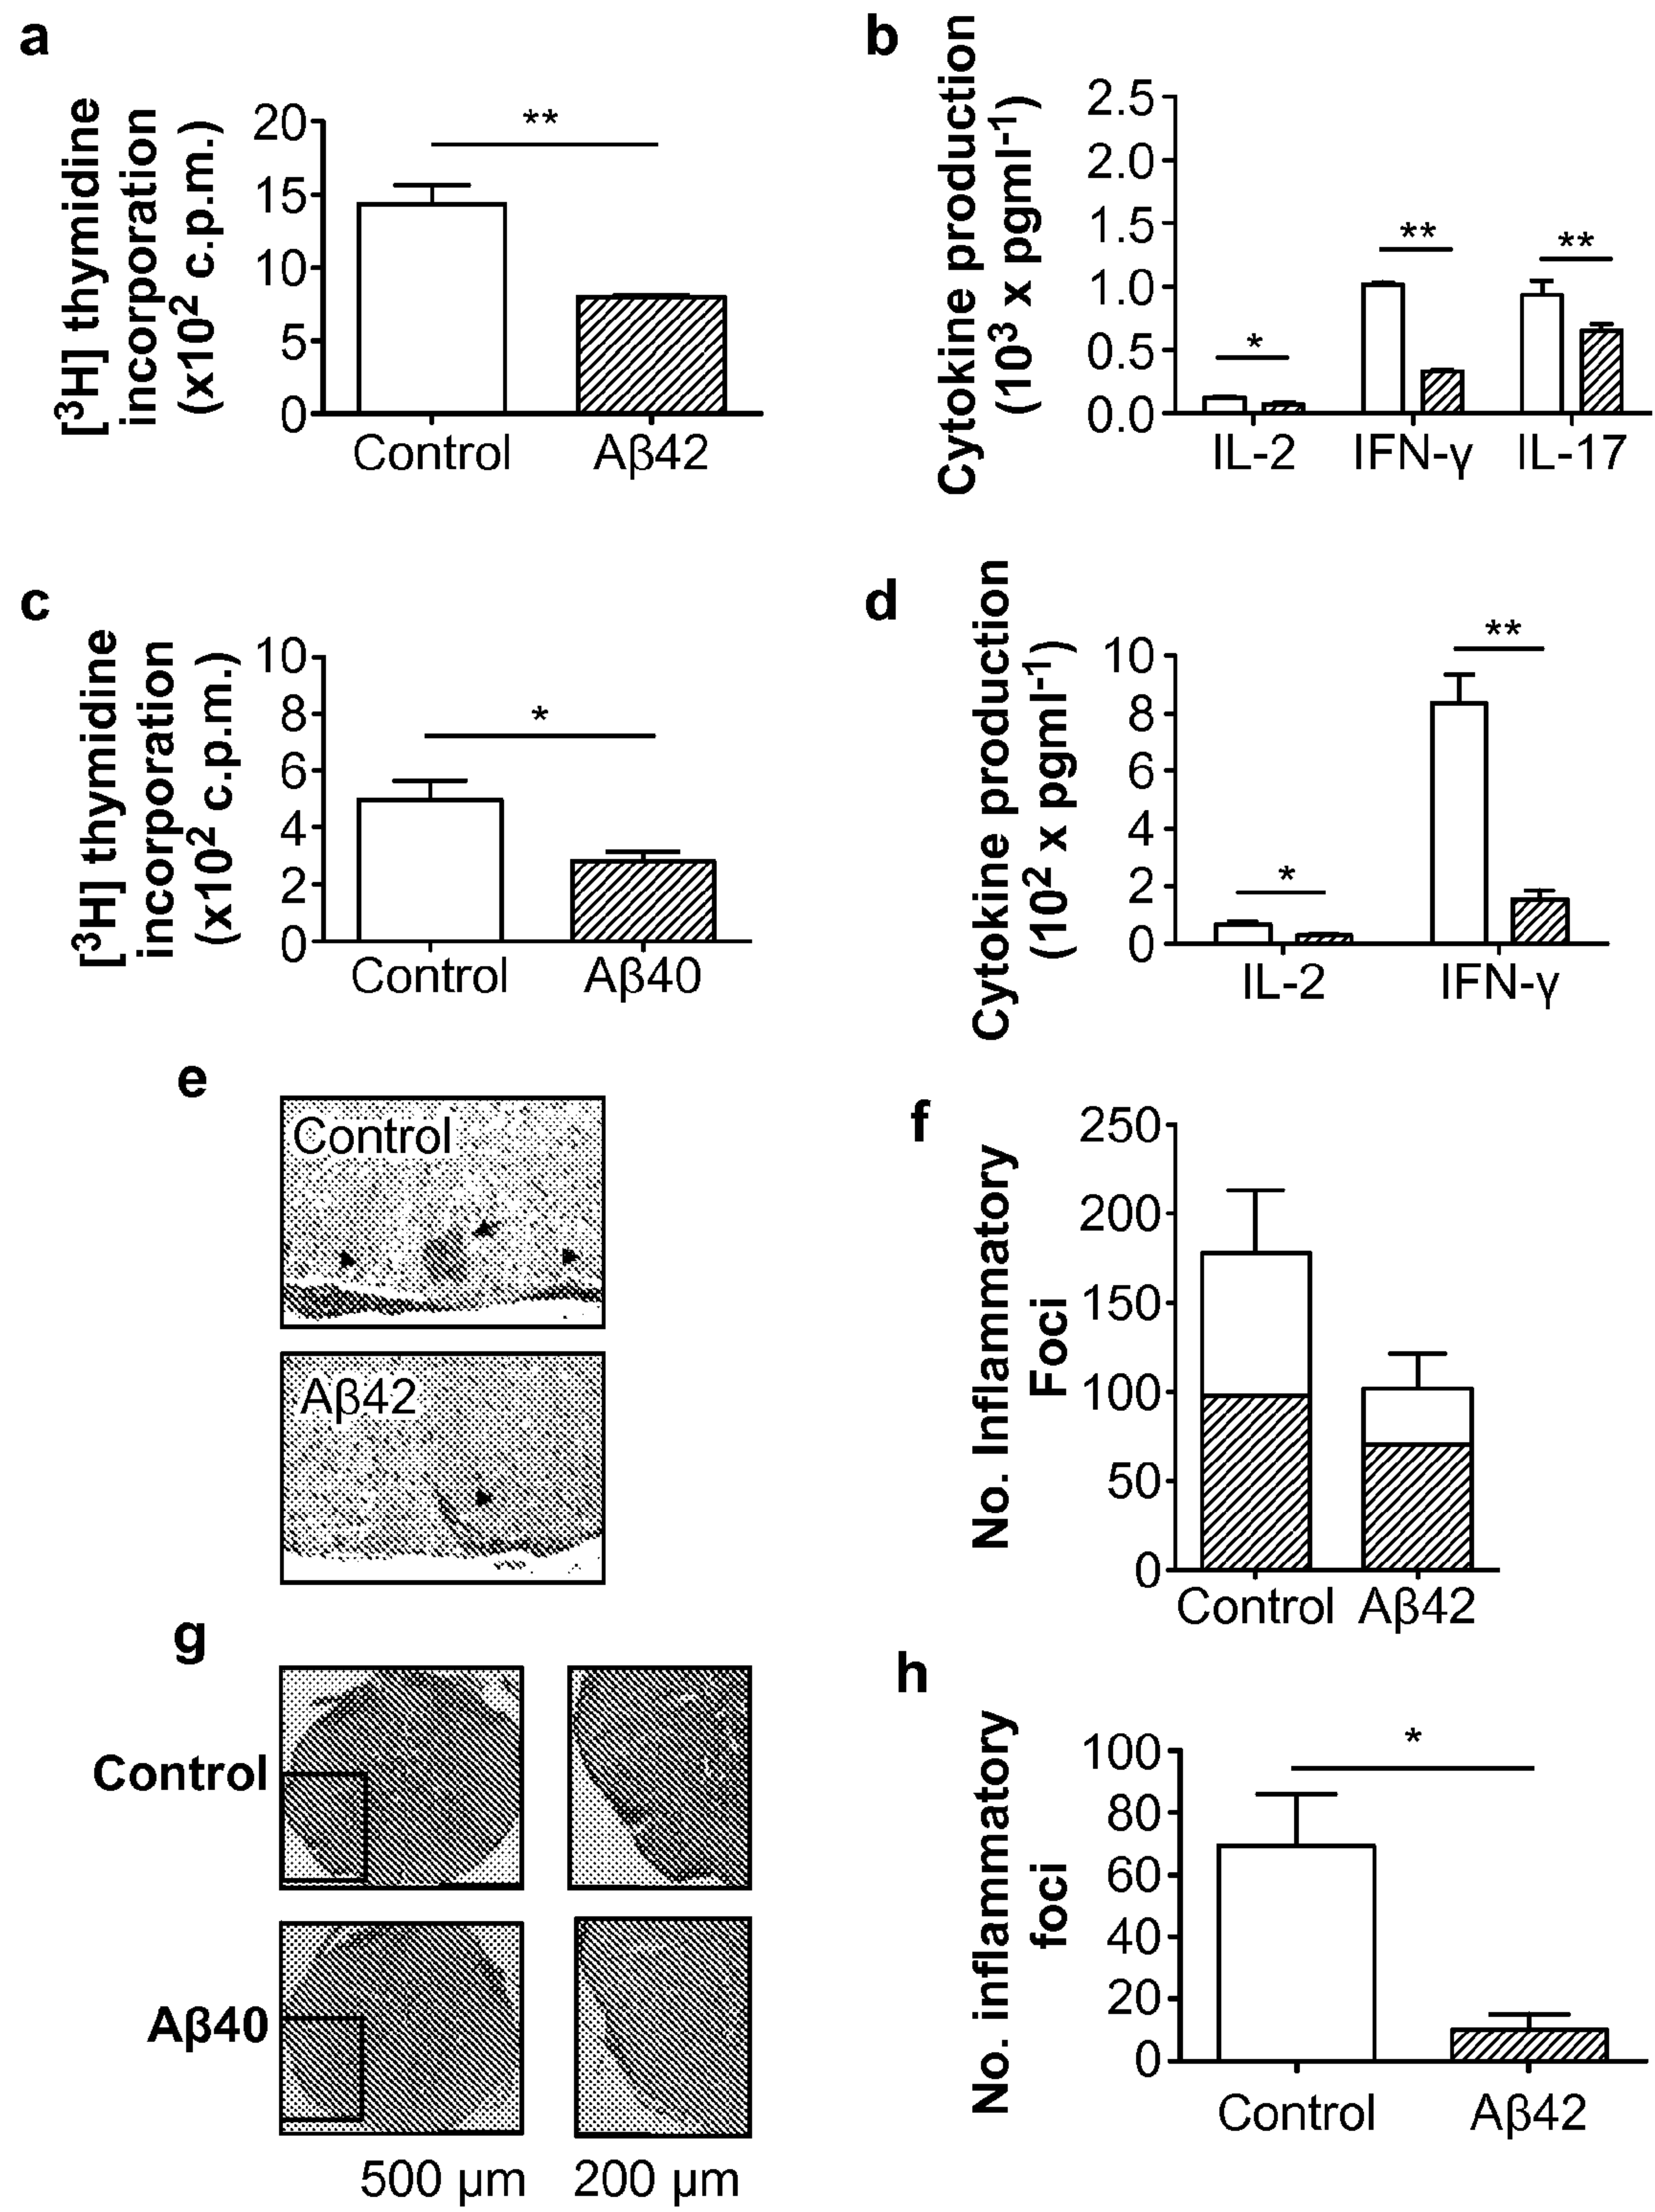 a
[³H] thymidine
incorporation
(x10² c.p.m.)
20
15
10
5
0
**
Control
Aβ42
b
Cytokine production
(10³ x pgml⁻¹)
2.5
2.0
1.5
1.0
0.5
0.0
*
**
**
IL-2
IFN-γ
IL-17
c
[³H] thymidine
incorporation
(x10² c.p.m.)
10
8
6
4
2
0
*
Control
Aβ40
d
Cytokine production
(10² x pgml⁻¹)
10
8
6
4
2
0
*
**
IL-2
IFN-γ
e
Control
Aβ42
f
No. Inflammatory
Foci
250
200
150
100
50
0
Control
Aβ42
g
Control
Aβ40
500 μm
200 μm
h
No. inflammatory
foci
100
80
60
40
20
0
*
Control
Aβ42